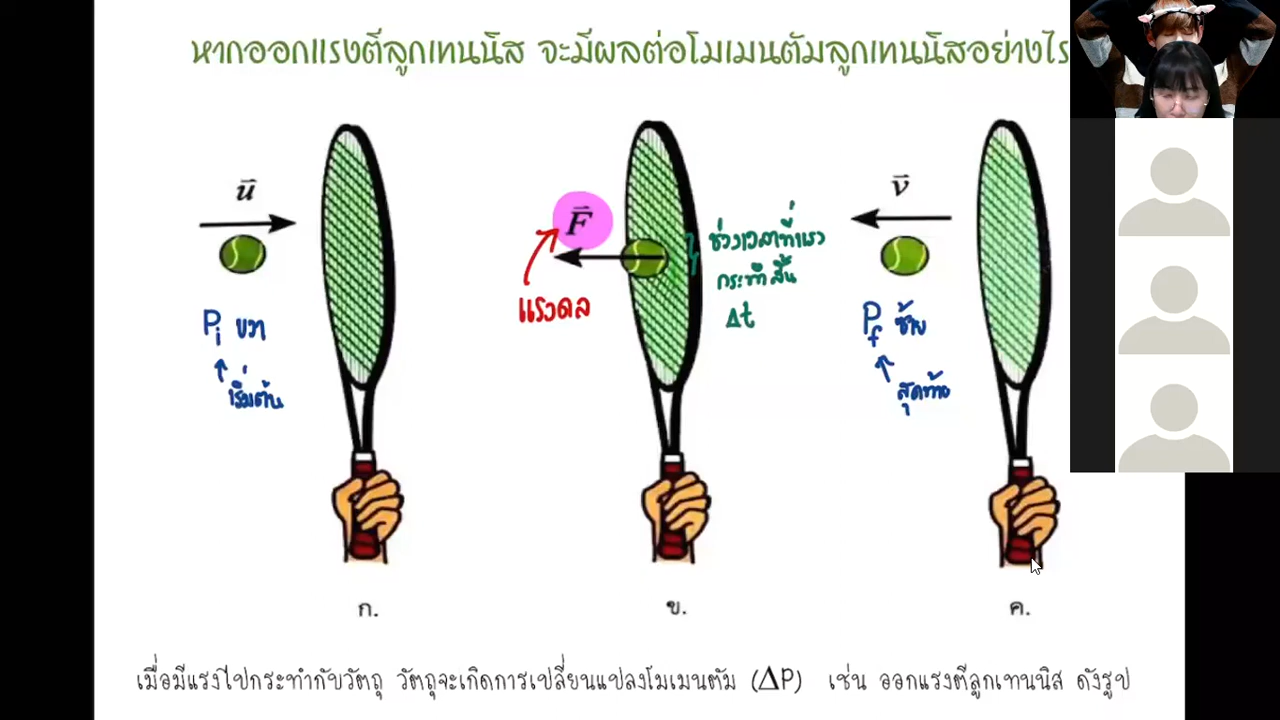 หากออกแรงตีลูกเทนนิส จะมีผลต่อโมเมนตัมลูกเทนนิสอย่างไร
u
P i ขวา
เริ่มต้น
F
แรงดล
ช่วงเวลาที่แรง
กระทำสั้น
Δt
v
P f ซ้าย
สุดท้าย
ก.
ข.
ค.
เมื่อมีแรงไปกระทำกับวัตถุ วัตถุจะเกิดการเปลี่ยนแปลงโมเมนตัม (ΔP) เช่น ออกแรงตีลูกเทนนิส ดังรูป